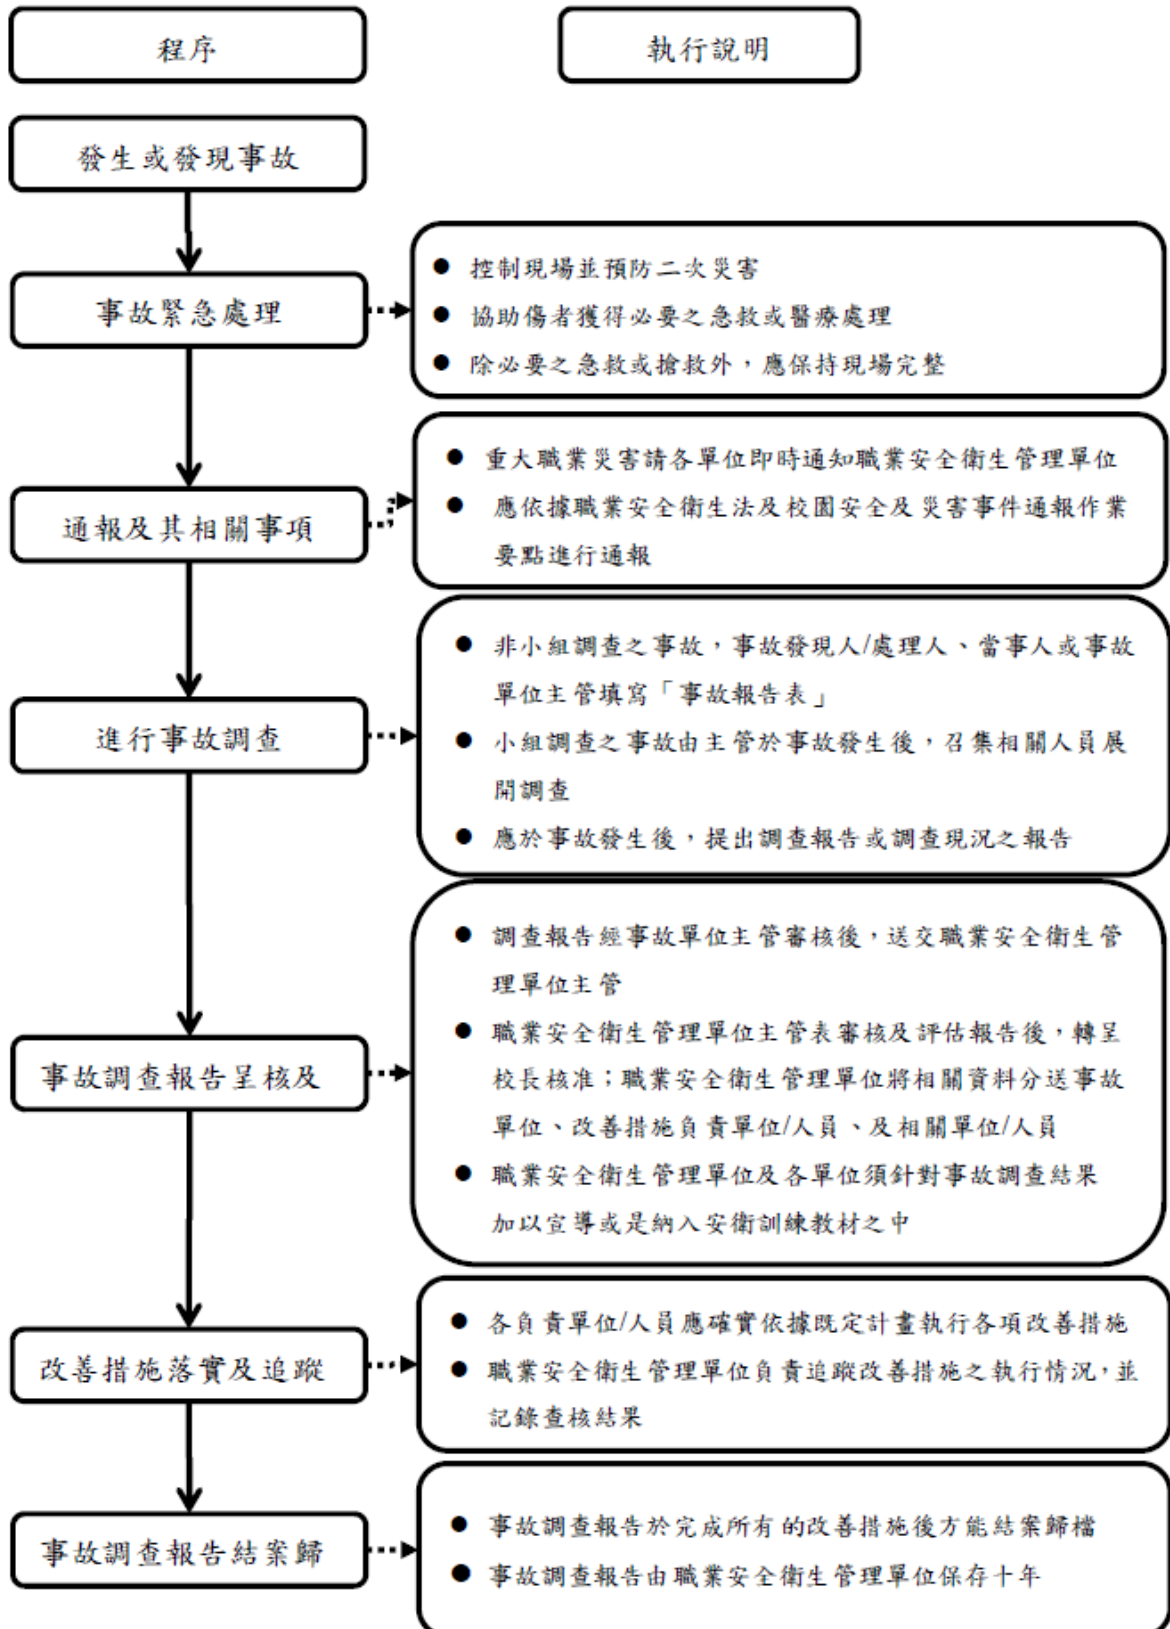 程序
執行說明
發生或發現事故
事故緊急處理
● 控制現場並預防二次災害
● 協助傷者獲得必要之急救或醫療處理
● 除必要之急救或搶救外，應保持現場完整
通報及其相關事項
● 重大職業災害請各單位即時通知職業安全衛生管理單位
● 應依據職業安全衛生法及校園安全及災害事件通報作業
要點進行通報
進行事故調查
● 非小組調查之事故，事故發現人/處理人、當事人或事故
單位主管填寫「事故報告表」
● 小組調查之事故由主管於事故發生後，召集相關人員展
開調查
● 應於事故發生後，提出調查報告或調查現況之報告
事故調查報告呈核及
● 調查報告經事故單位主管審核後，送交職業安全衛生管
理單位主管
● 職業安全衛生管理單位主管表審核及評估報告後，轉呈
校長核准；職業安全衛生管理單位將相關資料分送事故
單位、改善措施負責單位/人員、及相關單位/人員
● 職業安全衛生管理單位及各單位須針對事故調查結果
加以宣導或是納入安衛訓練教材之中
改善措施落實及追蹤
● 各負責單位/人員應確實依據既定計畫執行各項改善措施
● 職業安全衛生管理單位負責追蹤改善措施之執行情況，並
記錄查核結果
事故調查報告結案歸
● 事故調查報告於完成所有的改善措施後方能結案歸檔
● 事故調查報告由職業安全衛生管理單位保存十年